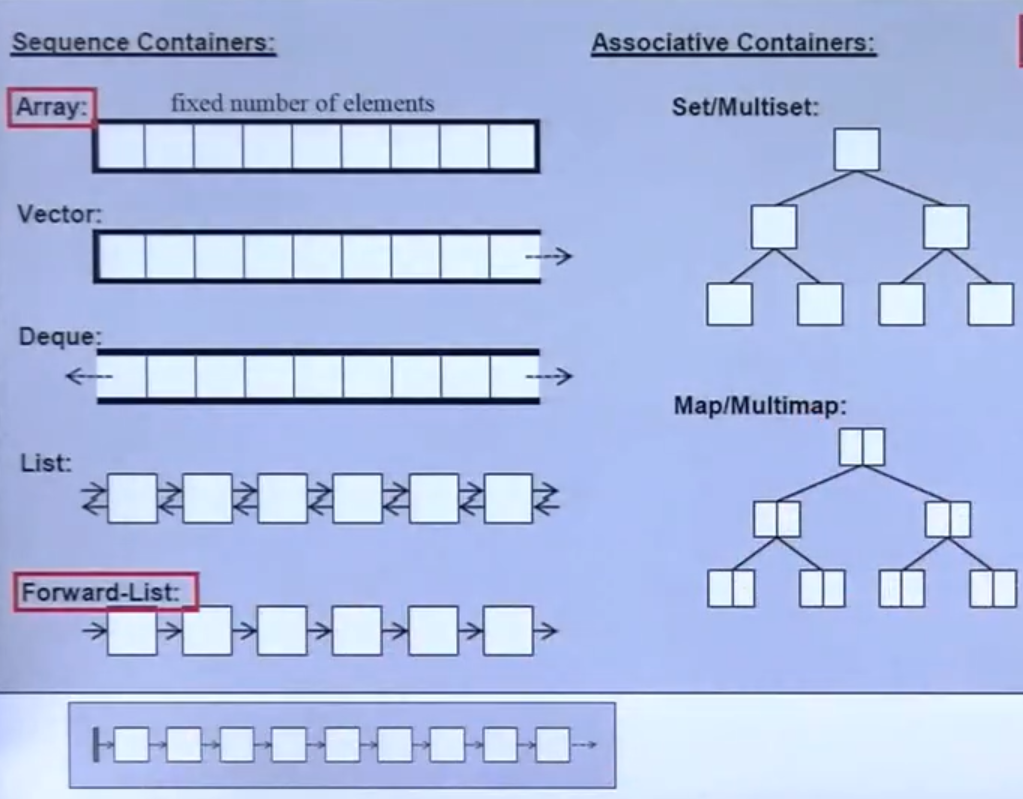 Sequence Containers:
Array:
fixed number of elements
Vector:
Deque:
List:
Forward-List:
Associative Containers:
Set/Multiset:
Map/Multimap: